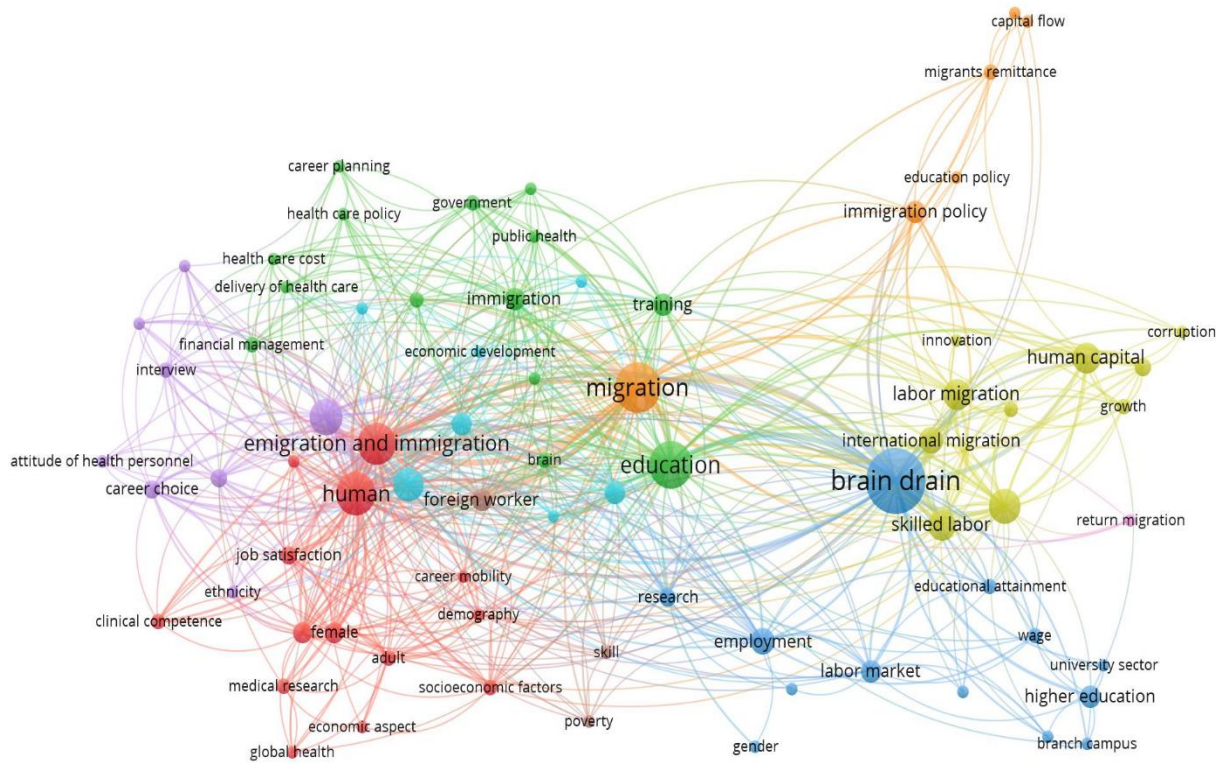 capital flow
migrants remittance
career planning
education policy
health care policy
government
immigration policy
public health
health care cost
delivery of health care
immigration
training
corruption
financial management
economic development
innovation
human capital
interview
migration
labor migration
growth
emigration and immigration
international migration
attitude of health personnel
brain
education
brain drain
career choice
human
foreign worker
skilled labor
return migration
job satisfaction
career mobility
educational attainment
ethnicity
research
clinical competence
demography
female
employment
wage
adult
skill
labor market
university sector
medical research
socioeconomic factors
higher education
economic aspect
poverty
global health
gender
branch campus